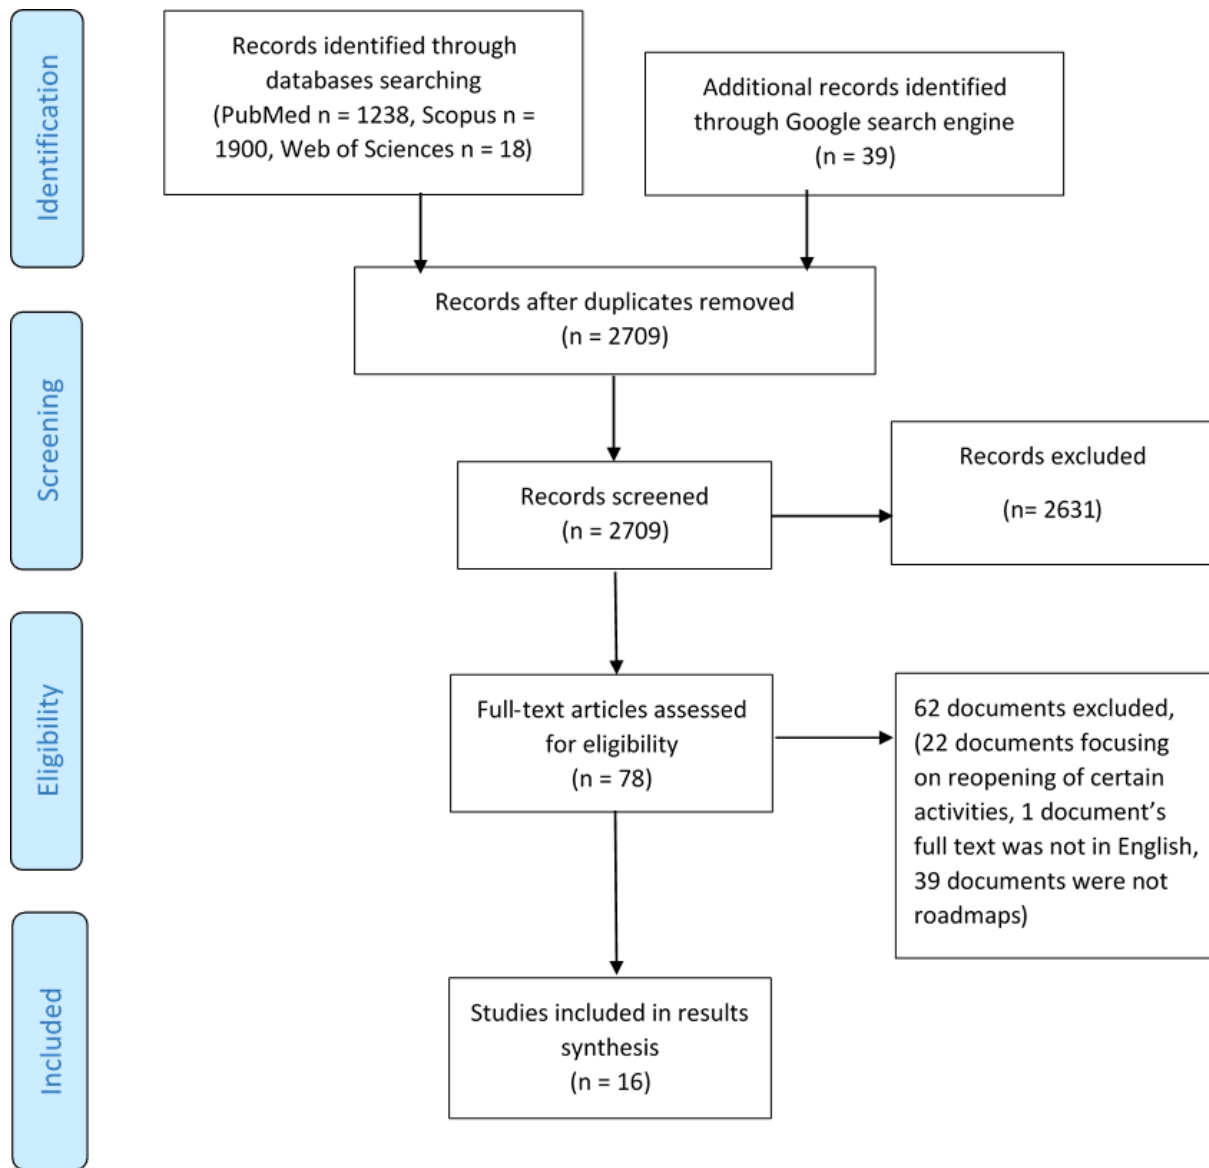 Identification
Records identified through
databases searching
(PubMed n = 1238, Scopus n =
1900, Web of Sciences n = 18)
Additional records identified
through Google search engine
(n = 39)
Records after duplicates removed
(n = 2709)
Screening
Records screened
(n = 2709)
Records excluded
(n= 2631)
Eligibility
Full-text articles assessed
for eligibility
(n = 78)
62 documents excluded,
(22 documents focusing
on reopening of certain
activities, 1 document’s
full text was not in English,
39 documents were not
roadmaps)
Included
Studies included in results
synthesis
(n = 16)